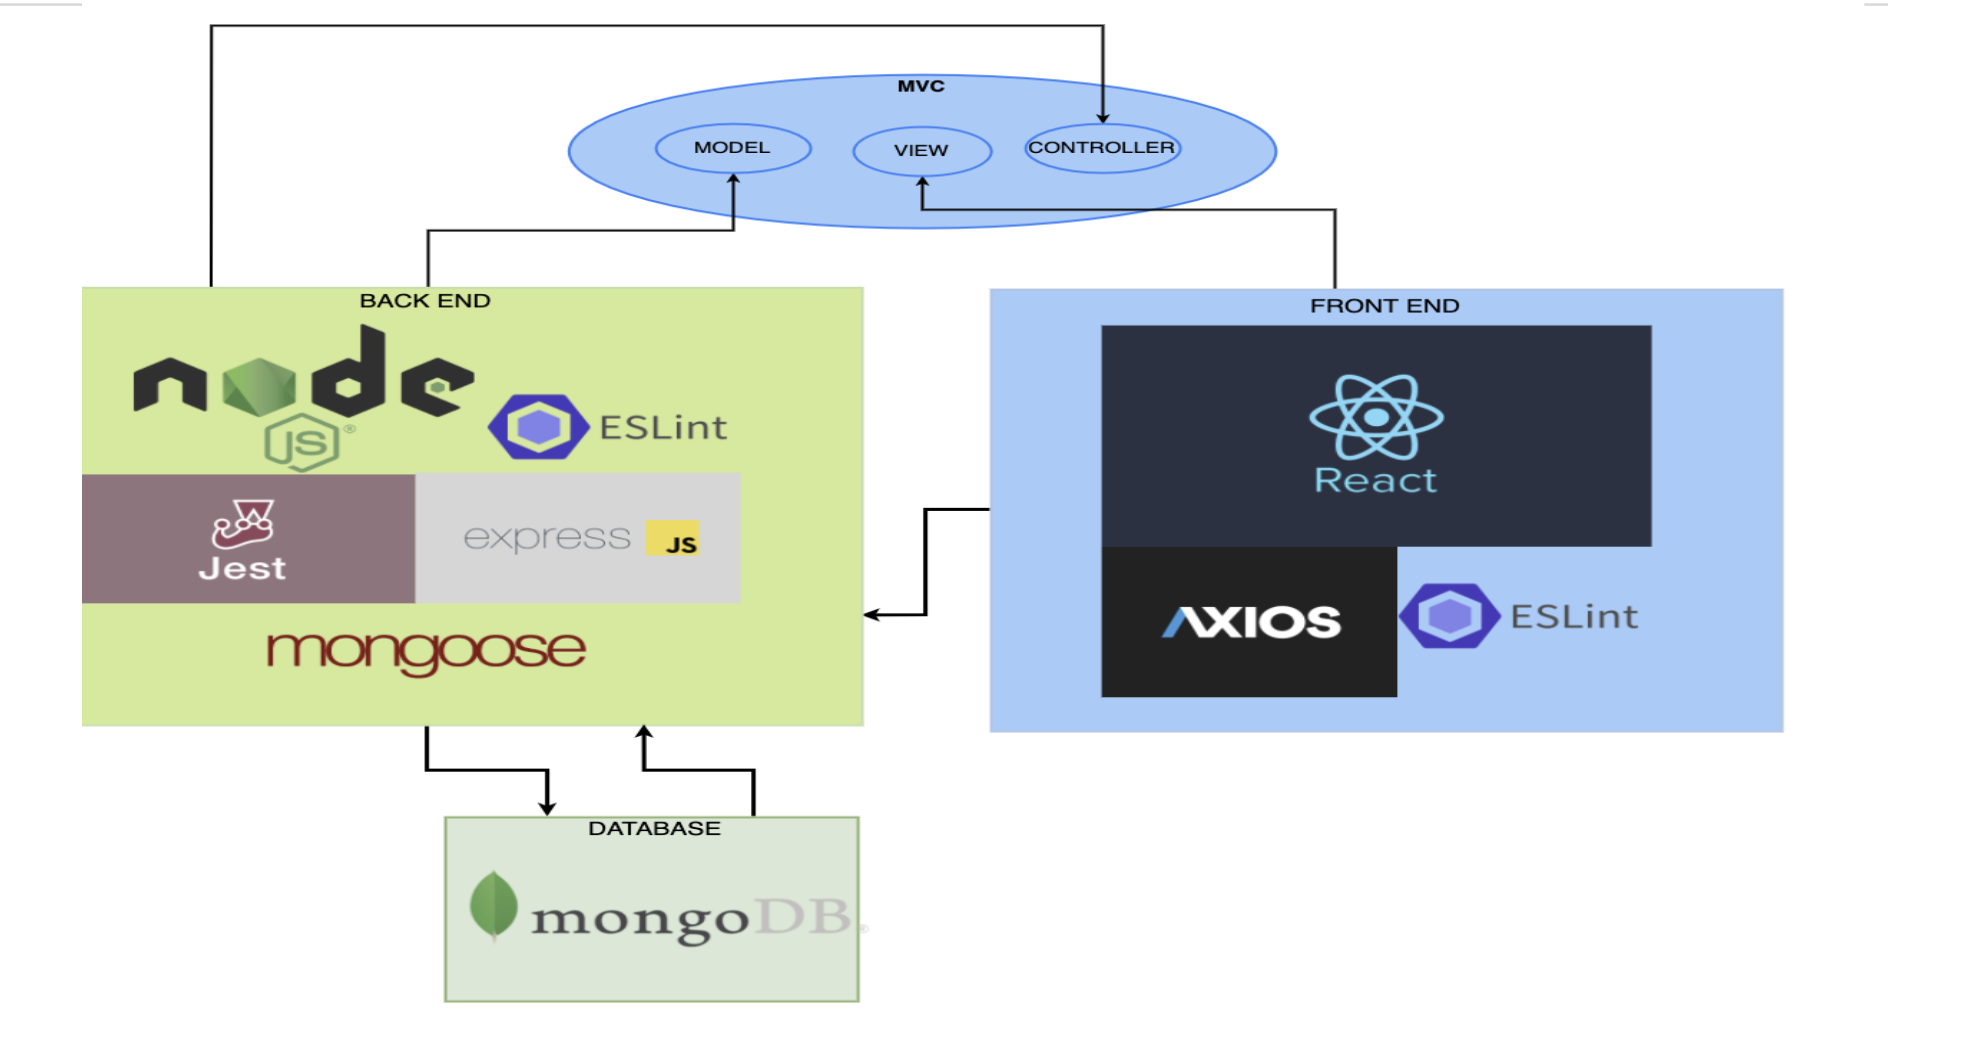 MVC
MODEL
VIEW
CONTROLLER
BACK END
node
JS®
ESLint
Jest
express JS
mongoose
FRONT END
React
AXIOS
ESLint
DATABASE
mongoDB®